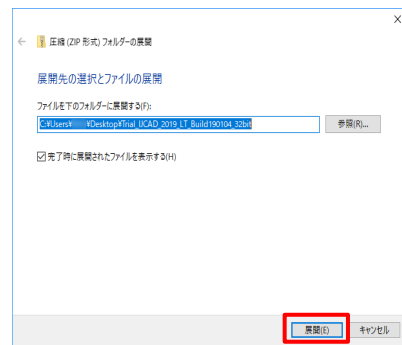 圧縮 (ZIP 形式) フォルダーの展開
展開先の選択とファイルの展開
ファイルを下のフォルダーに展開する(F):
C:¥Users¥ ¥Desktop¥Trial_IJCAD_2019_LT_Build190104_32bit
参照(R)...
完了時に展開されたファイルを表示する(H)
展開(E)
キャンセル